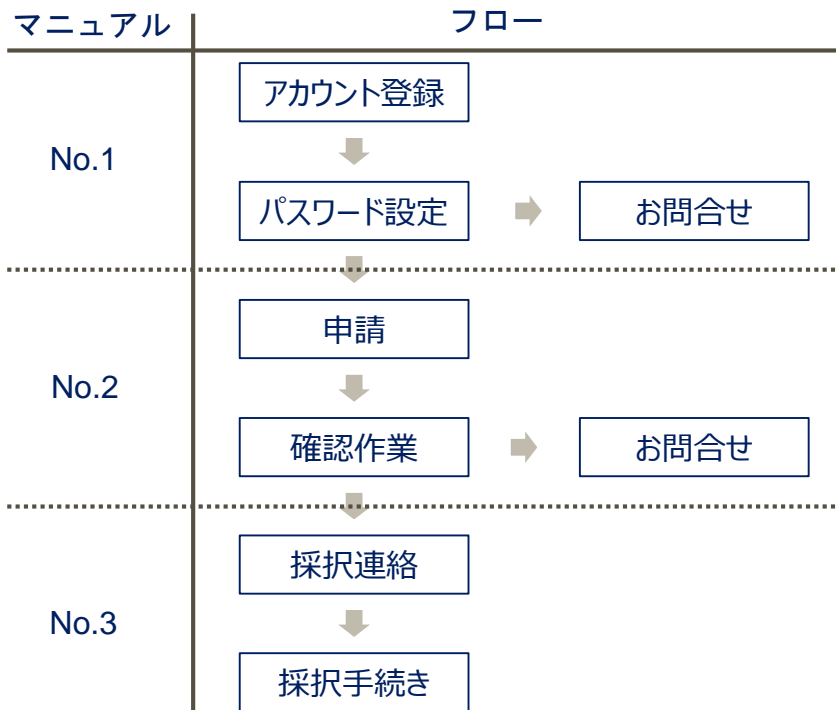 マニュアル
フロー
No.1
アカウント登録
パスワード設定
お問合せ
No.2
申請
確認作業
お問合せ
No.3
採択連絡
採択手続き